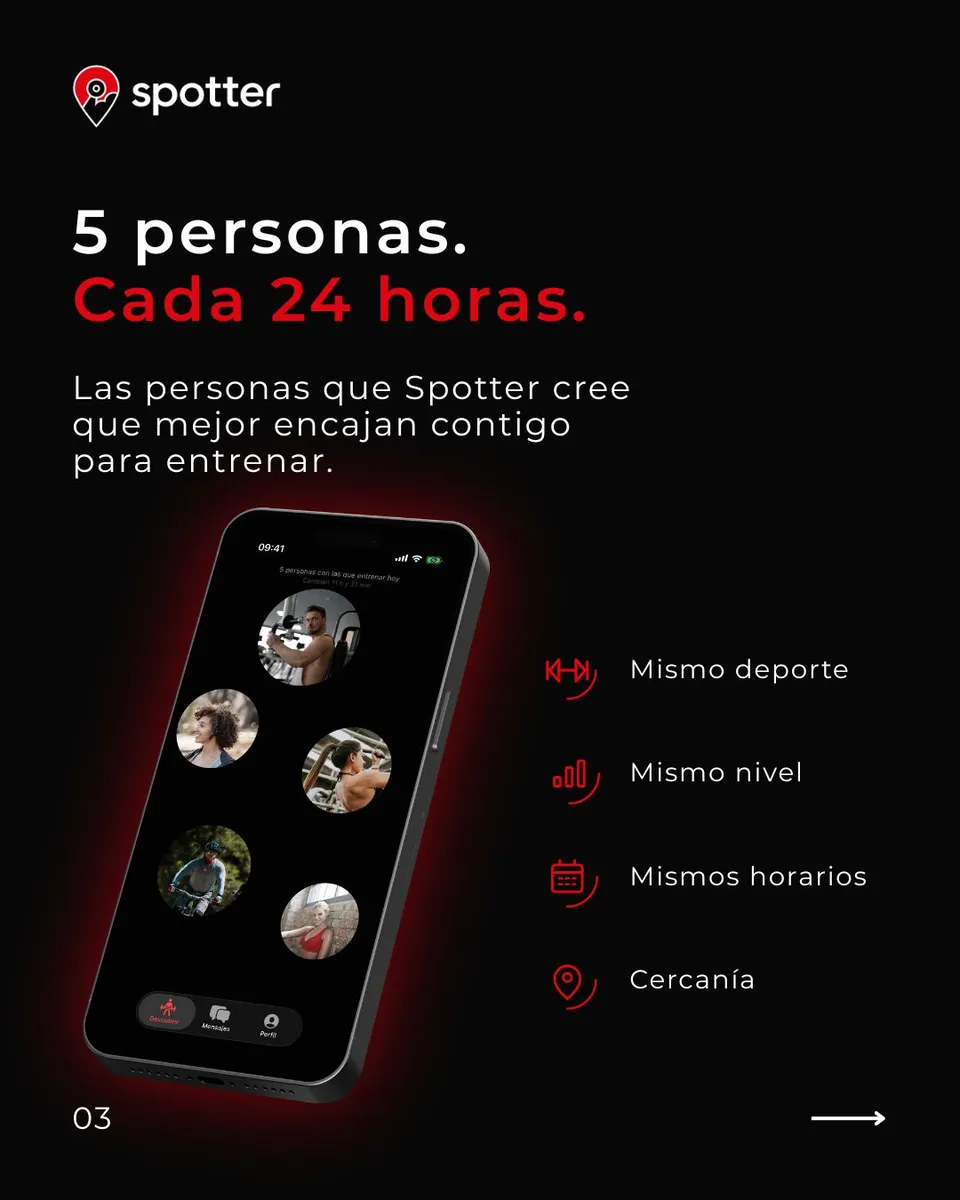 spotter
5 personas.
Cada 24 horas.
Las personas que Spotter cree
que mejor encajan contigo
para entrenar.
09:41
5 personas con las que entrenar hoy
Mismo deporte
Mismo nivel
Mismos horarios
Cercanía
Descubrir
Mensajes
Perfil
03